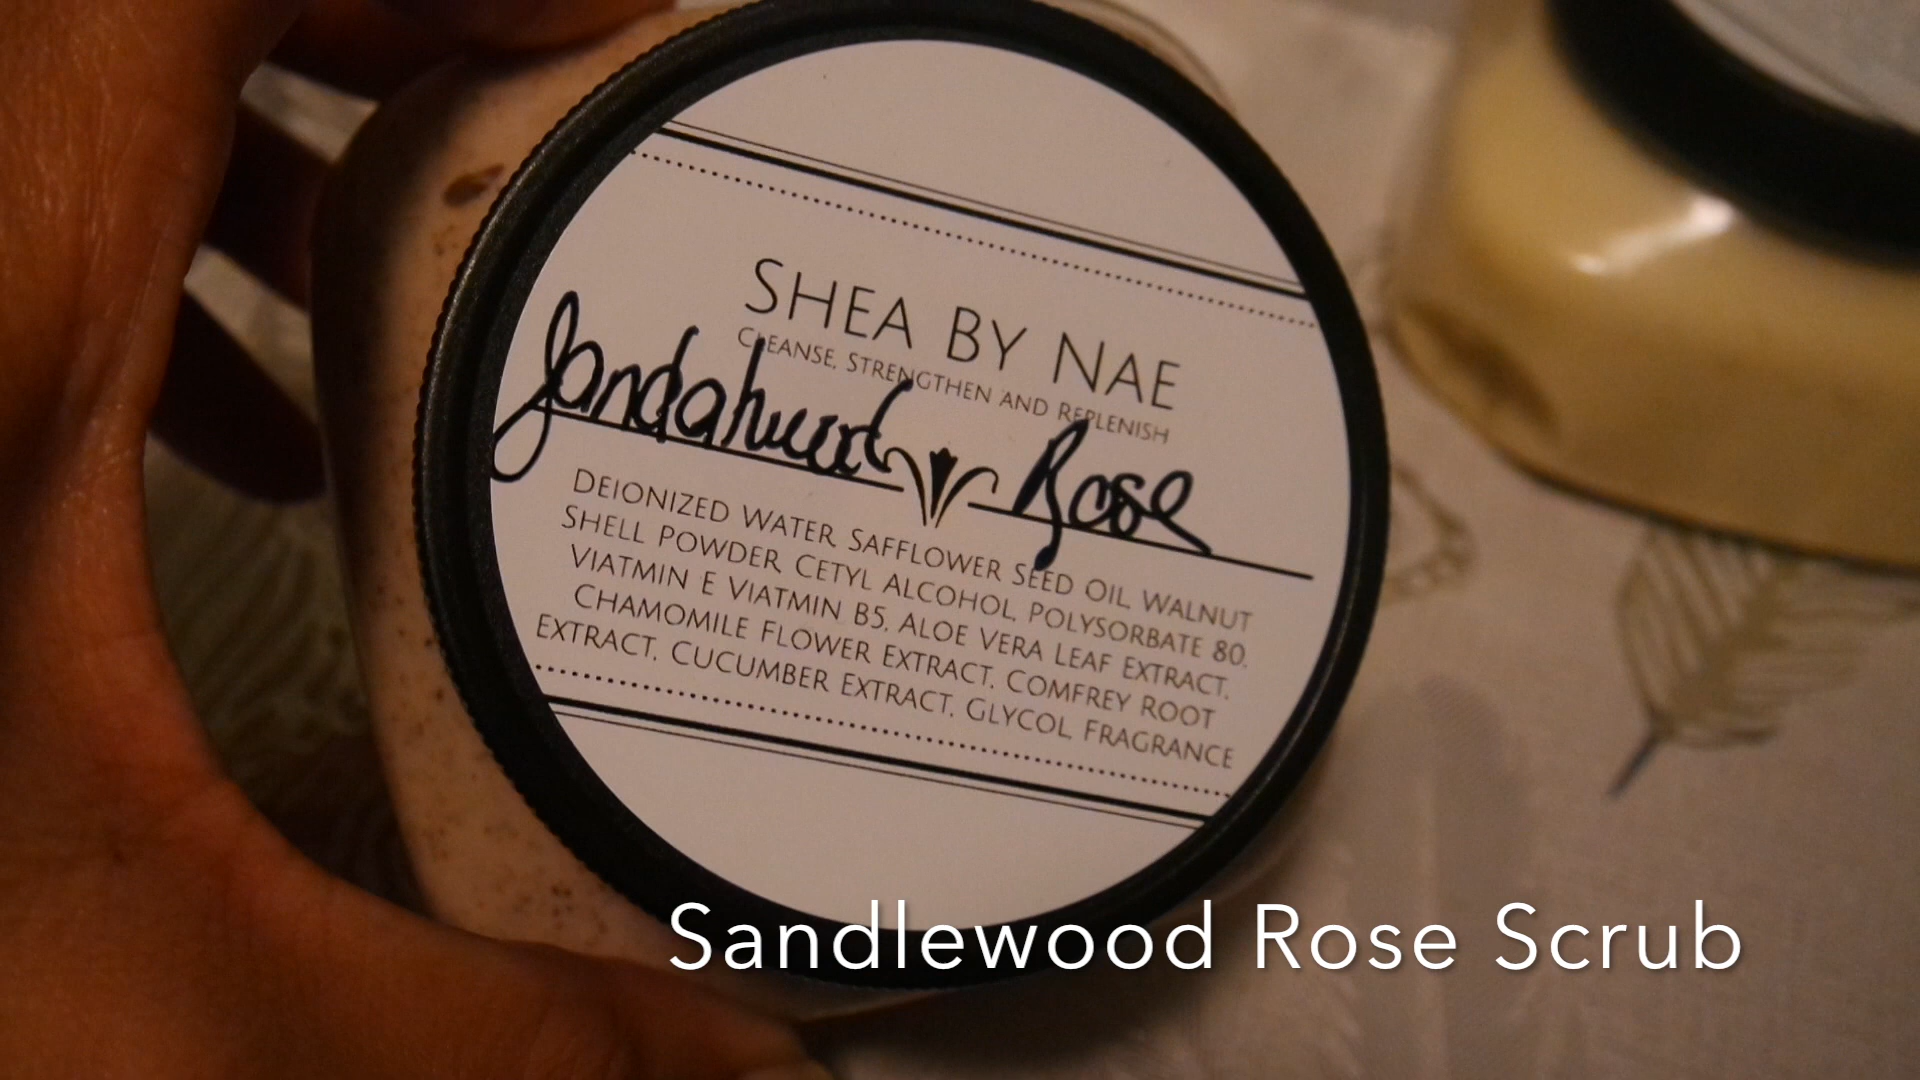 SHEA BY NAE
CLEANSE, STRENGTHEN AND REPLENISH
Sandalwood Rose
DEIONIZED WATER, SAFFLOWER SEED OIL, WALNUT
SHELL POWDER, CETYL ALCOHOL, POLYSORBATE 80,
VIATMIN E VIATMIN B5, ALOE VERA LEAF EXTRACT,
CHAMOMILE FLOWER EXTRACT, COMFREY ROOT
EXTRACT, CUCUMBER EXTRACT, GLYCOL, FRAGRANCE
Sandlewood Rose Scrub